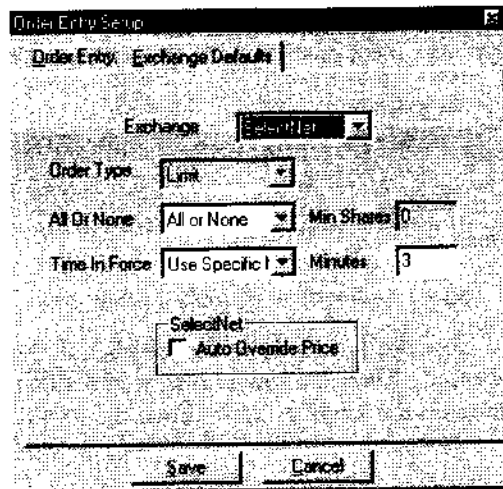 Order Entry Setup
Order Entry. Exchange Defaults
Exchange SelectNet
Order Type Limit
All Or None All or None Min Shares 0
Time In Force Use Specific M Minutes 3
SelectNet
Auto Override Price
Save Cancel